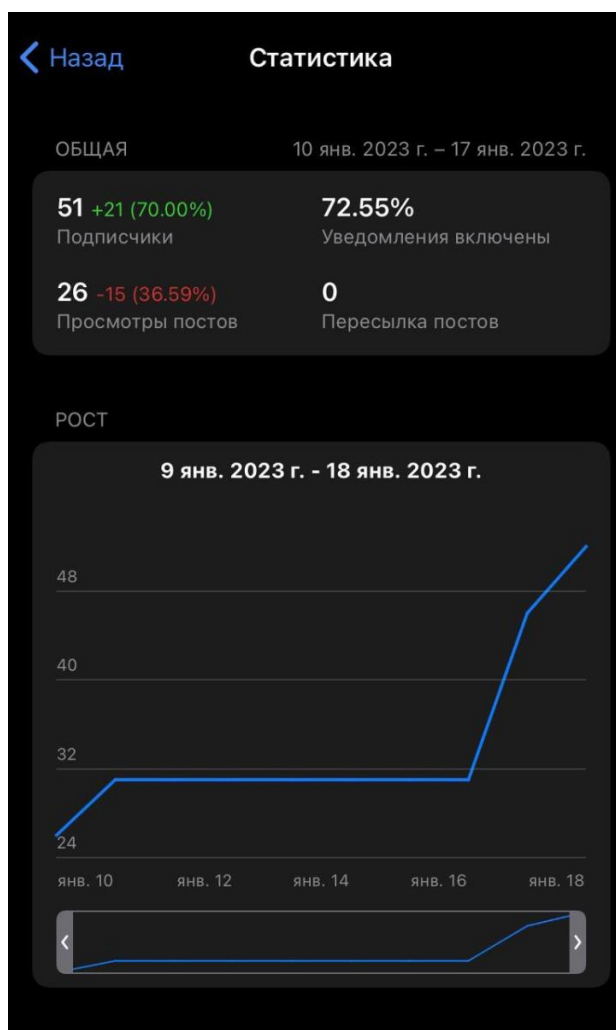 Назад
Статистика
ОБЩАЯ
10 янв. 2023 г. – 17 янв. 2023 г.
51 +21 (70.00%)
Подписчики
72.55%
Уведомления включены
26 -15 (36.59%)
Просмотры постов
0
Пересылка постов
РОСТ
9 янв. 2023 г. - 18 янв. 2023 г.
48
40
32
24
янв. 10 янв. 12 янв. 14 янв. 16 янв. 18